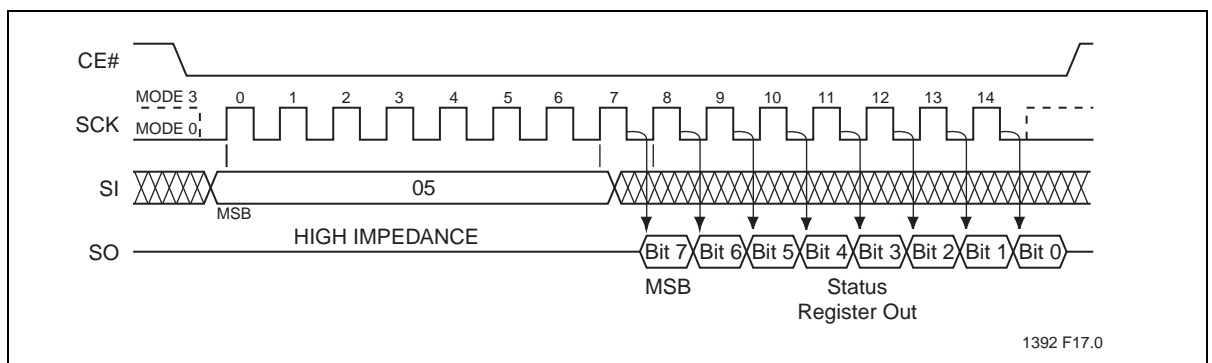 CE#
MODE 3
0 1 2 3 4 5 6 7 8 9 10 11 12 13 14
SCK
MODE 0
SI
05
MSB
HIGH IMPEDANCE
SO
Bit 7 Bit 6 Bit 5 Bit 4 Bit 3 Bit 2 Bit 1 Bit 0
MSB
Status
Register Out
1392 F17.0